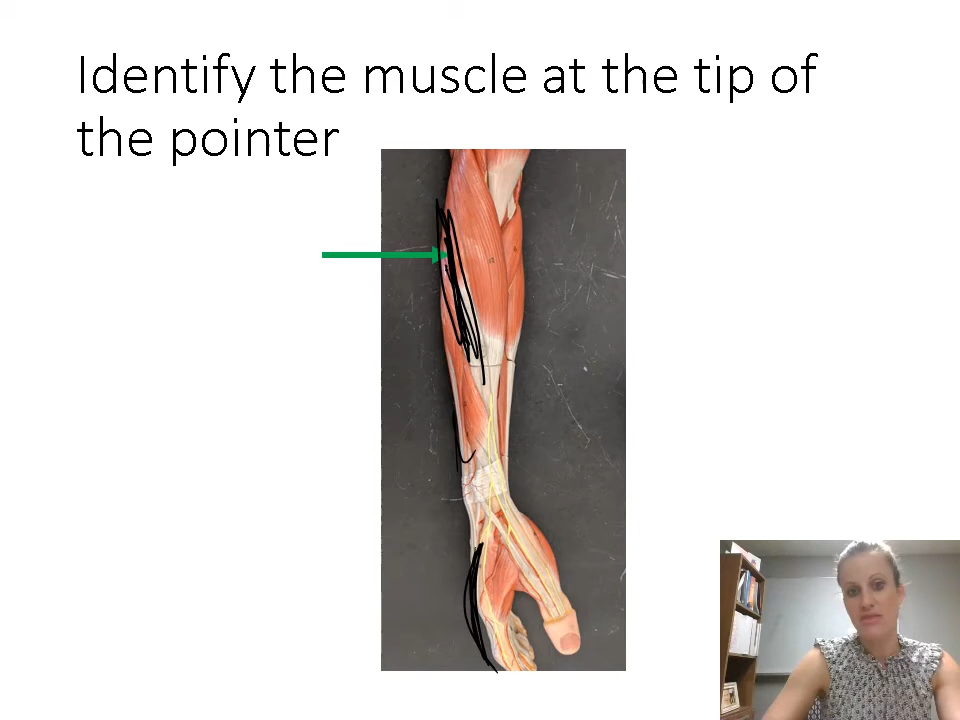 Identify the muscle at the tip of
the pointer